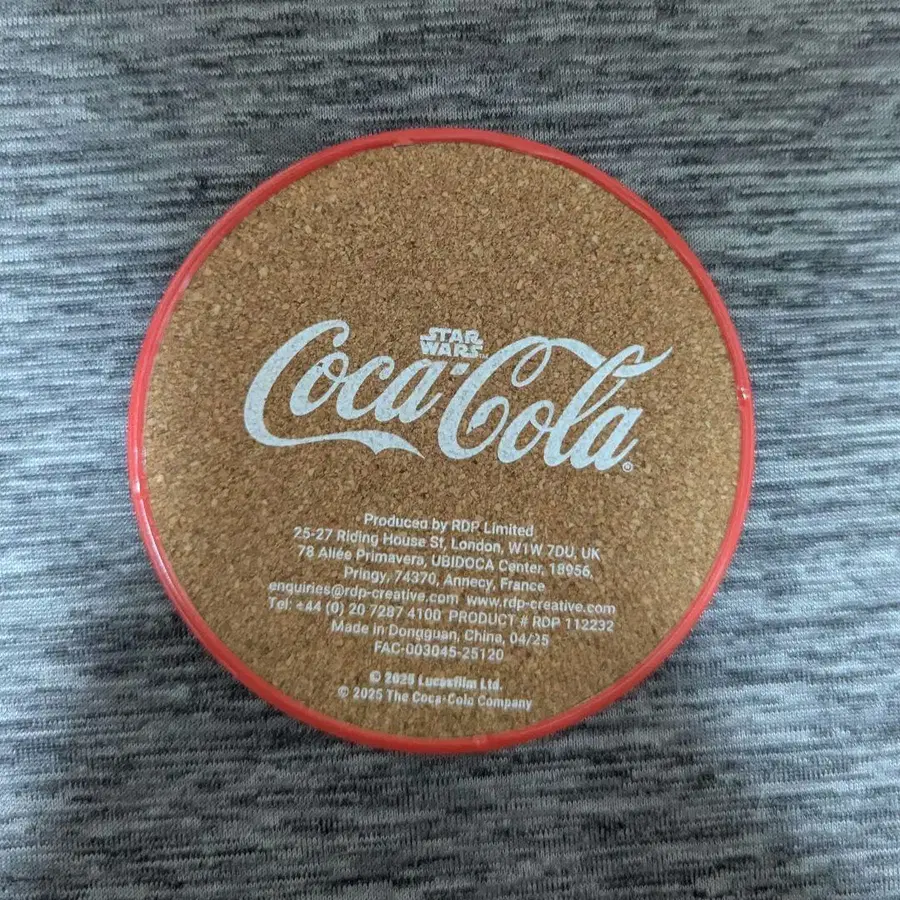 STAR
WARS™
Coca-Cola®
Produced by RDP Limited
25-27 Riding House St, London, W1W 7DU, UK
78 Allée Primavera, UBIDOCA Center, 18956,
Pringy, 74370, Annecy, France
enquiries@rdp-creative.com www.rdp-creative.com
Tel: +44 (0) 20 7287 4100 PRODUCT # RDP 112232
Made in Dongguan, China, 04/25
FAC-003045-25120
© 2025 Lucasfilm Ltd.
© 2025 The Coca-Cola Company